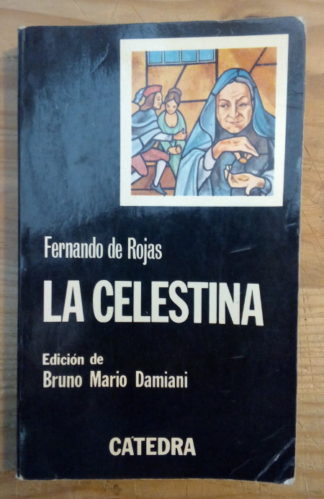 Fernando de Rojas
LA CELESTINA
Edición de
Bruno Mario Damiani
CATEDRA